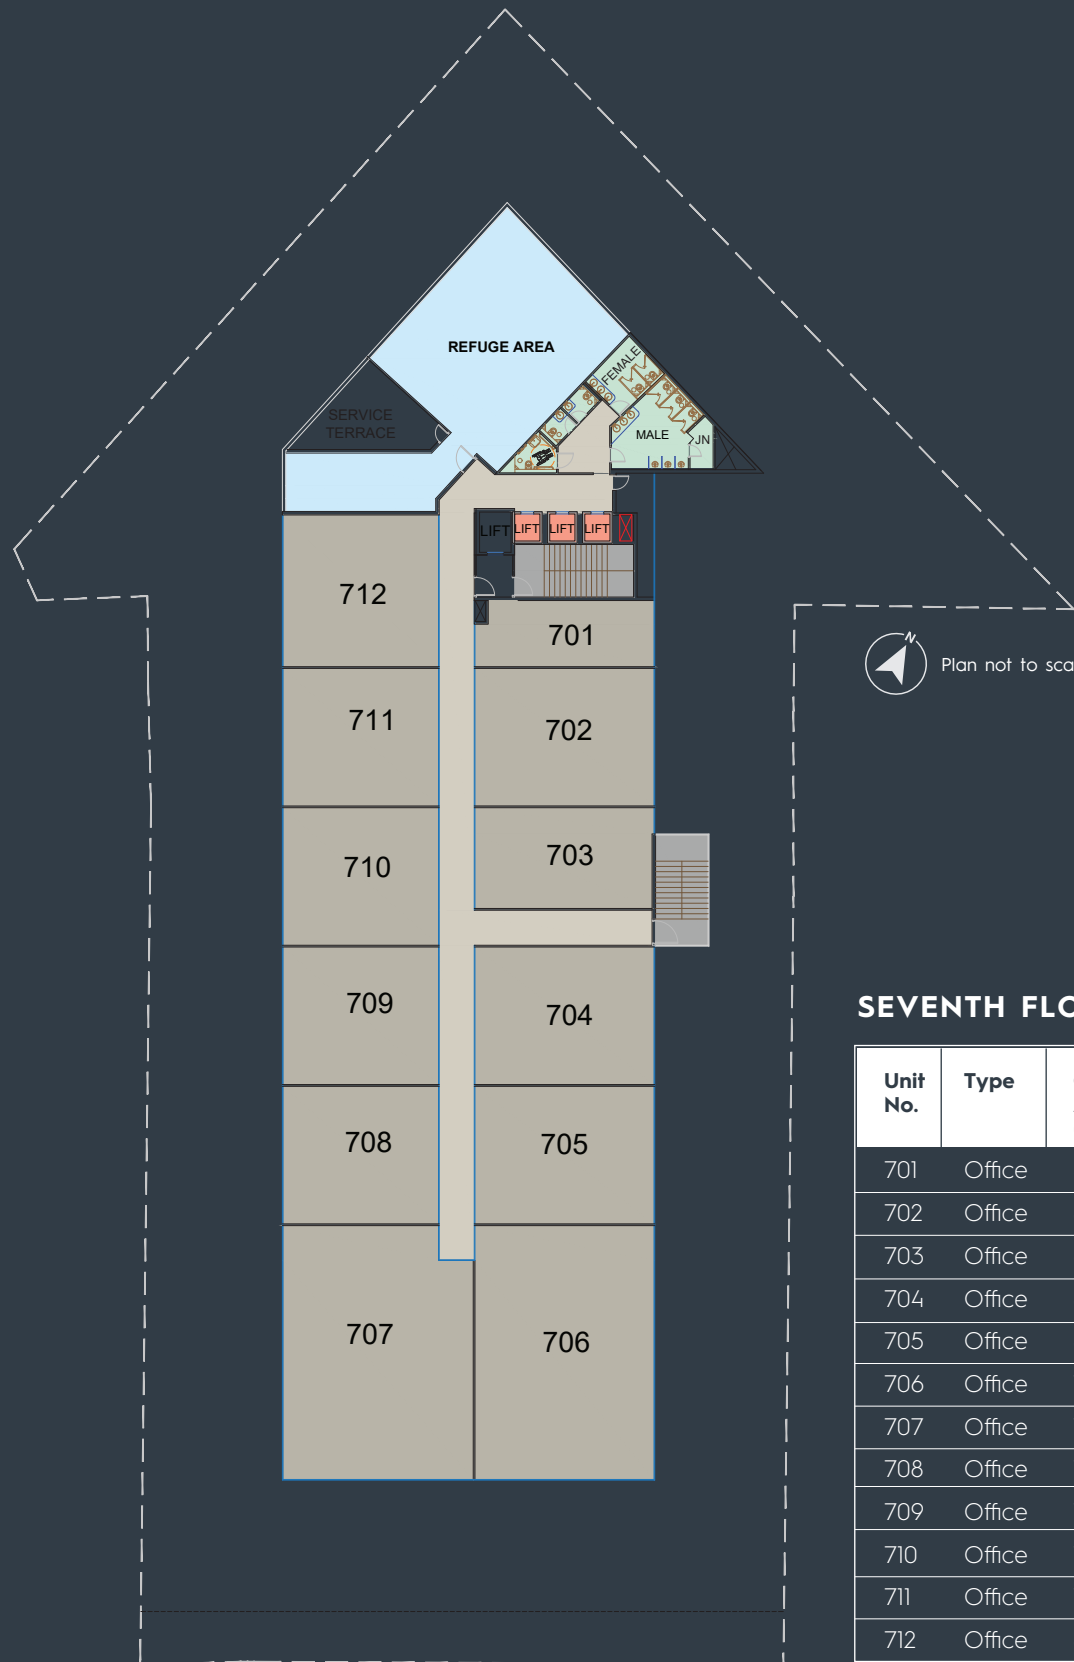 REFUGE AREA
FEMALE
SERVICE
TERRACE
MALE
JN
LIFT
LIFT
LIFT
LIFT
712
701
N
Plan not to sca
711
702
703
710
709
704
SEVENTH FLO
708
705
707
706
Unit Type
No.
701 Office
702 Office
703 Office
704 Office
705 Office
706 Office
707 Office
708 Office
709 Office
710 Office
711 Office
712 Office